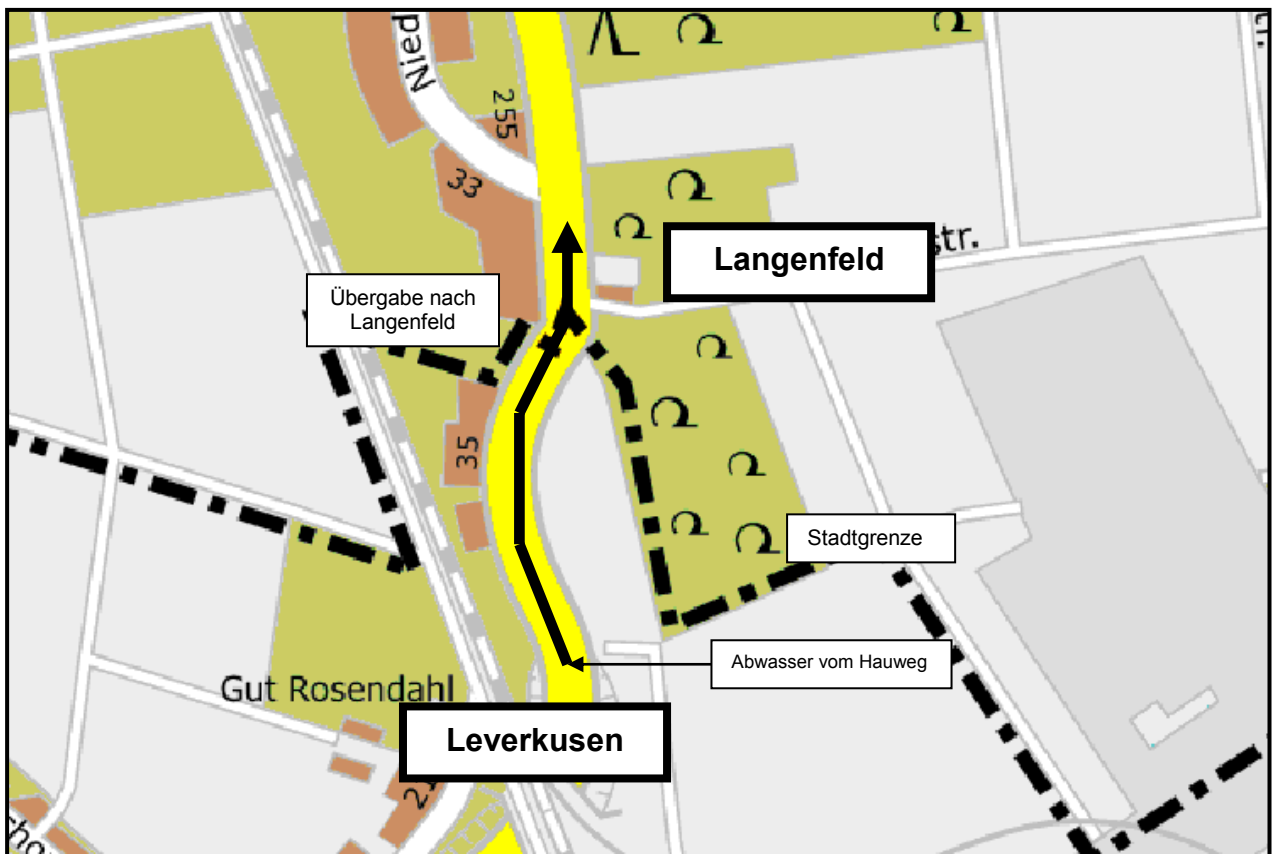 Nied
255
33
Langenfeld
str.
Übergabe nach
Langenfeld
35
Stadtgrenze
Abwasser vom Hauweg
Gut Rosendahl
Leverkusen